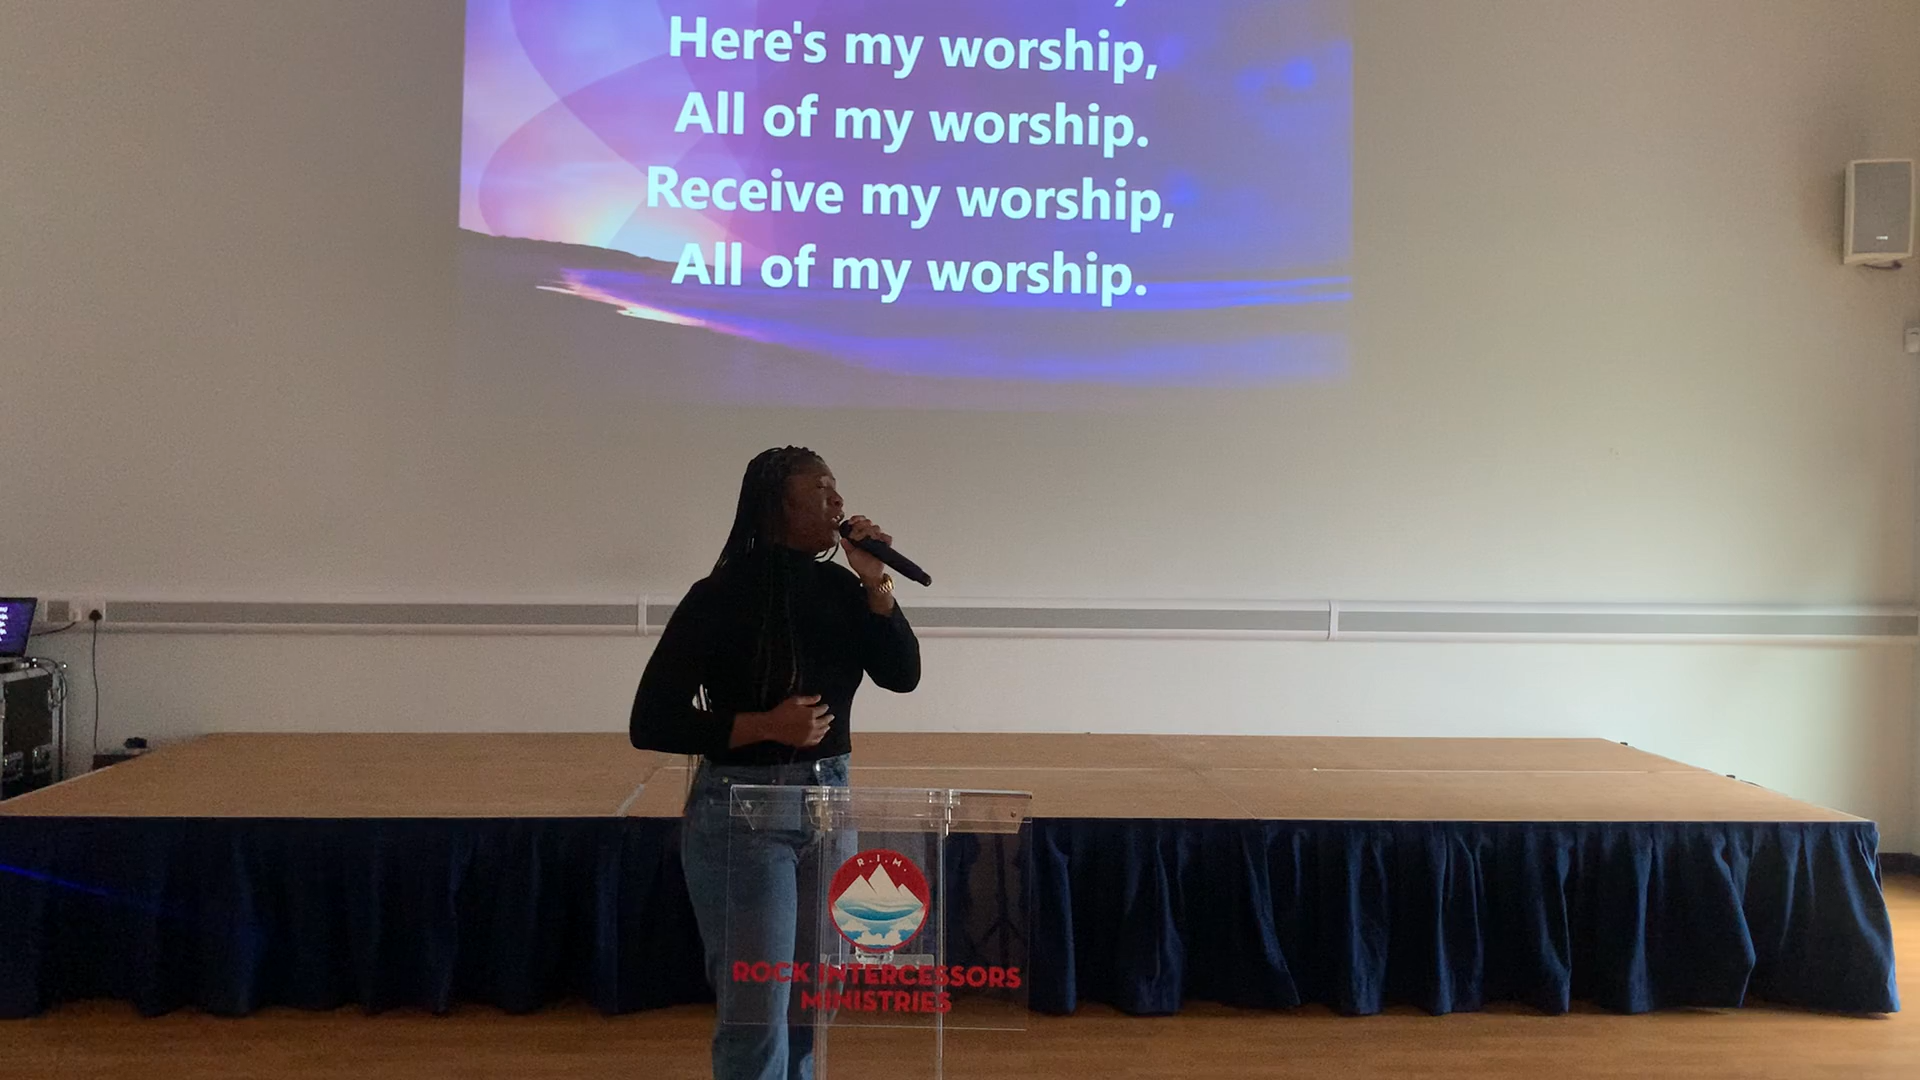 Here's my worship,
All of my worship.
Receive my worship,
All of my worship.
R.I.M.
ROCK INTERCESSORS
MINISTRIES